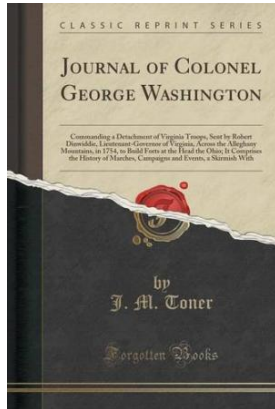 CLASSIC REPRINT SERIES
JOURNAL OF COLONEL
GEORGE WASHINGTON
Commanding a Detachment of Virginia Troops, Sent by Robert
Dinwiddie, Lieutenant-Governor of Virginia, Across the Alleghany
Mountains, in 1754, to Build Forts at the Head the Ohio; It Comprises
the History of Marches, Campaigns and Events, a Skirmish With
by
J. M. Toner
Forgotten Books